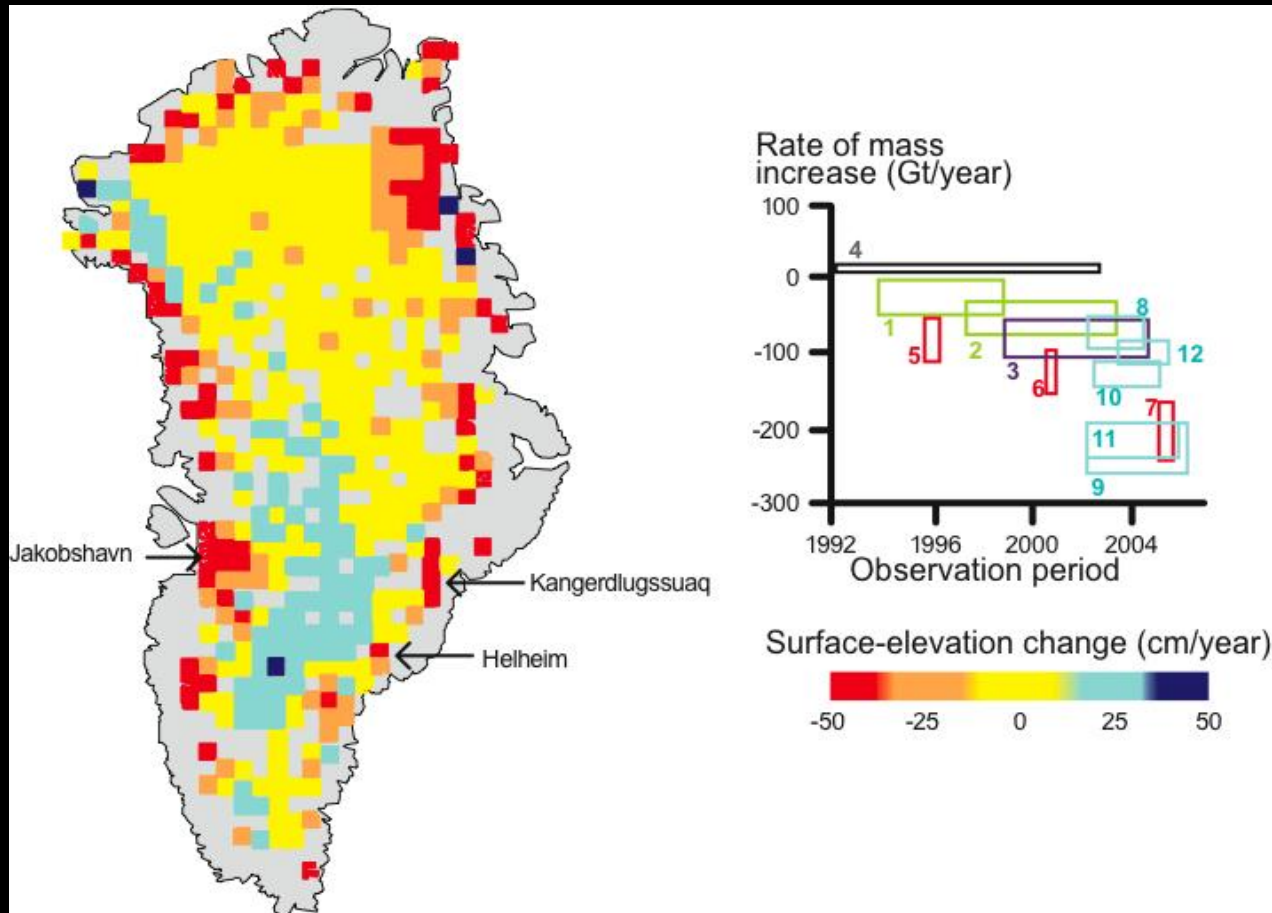 Jakobshavn
Kangerdlugssuaq
Helheim
Rate of mass
increase (Gt/year)
100
0
-100
-200
-300
4
1
2
3
5
6
7
8
12
10
11
9
1992 1996 2000 2004
Observation period
Surface-elevation change (cm/year)
-50 -25 0 25 50